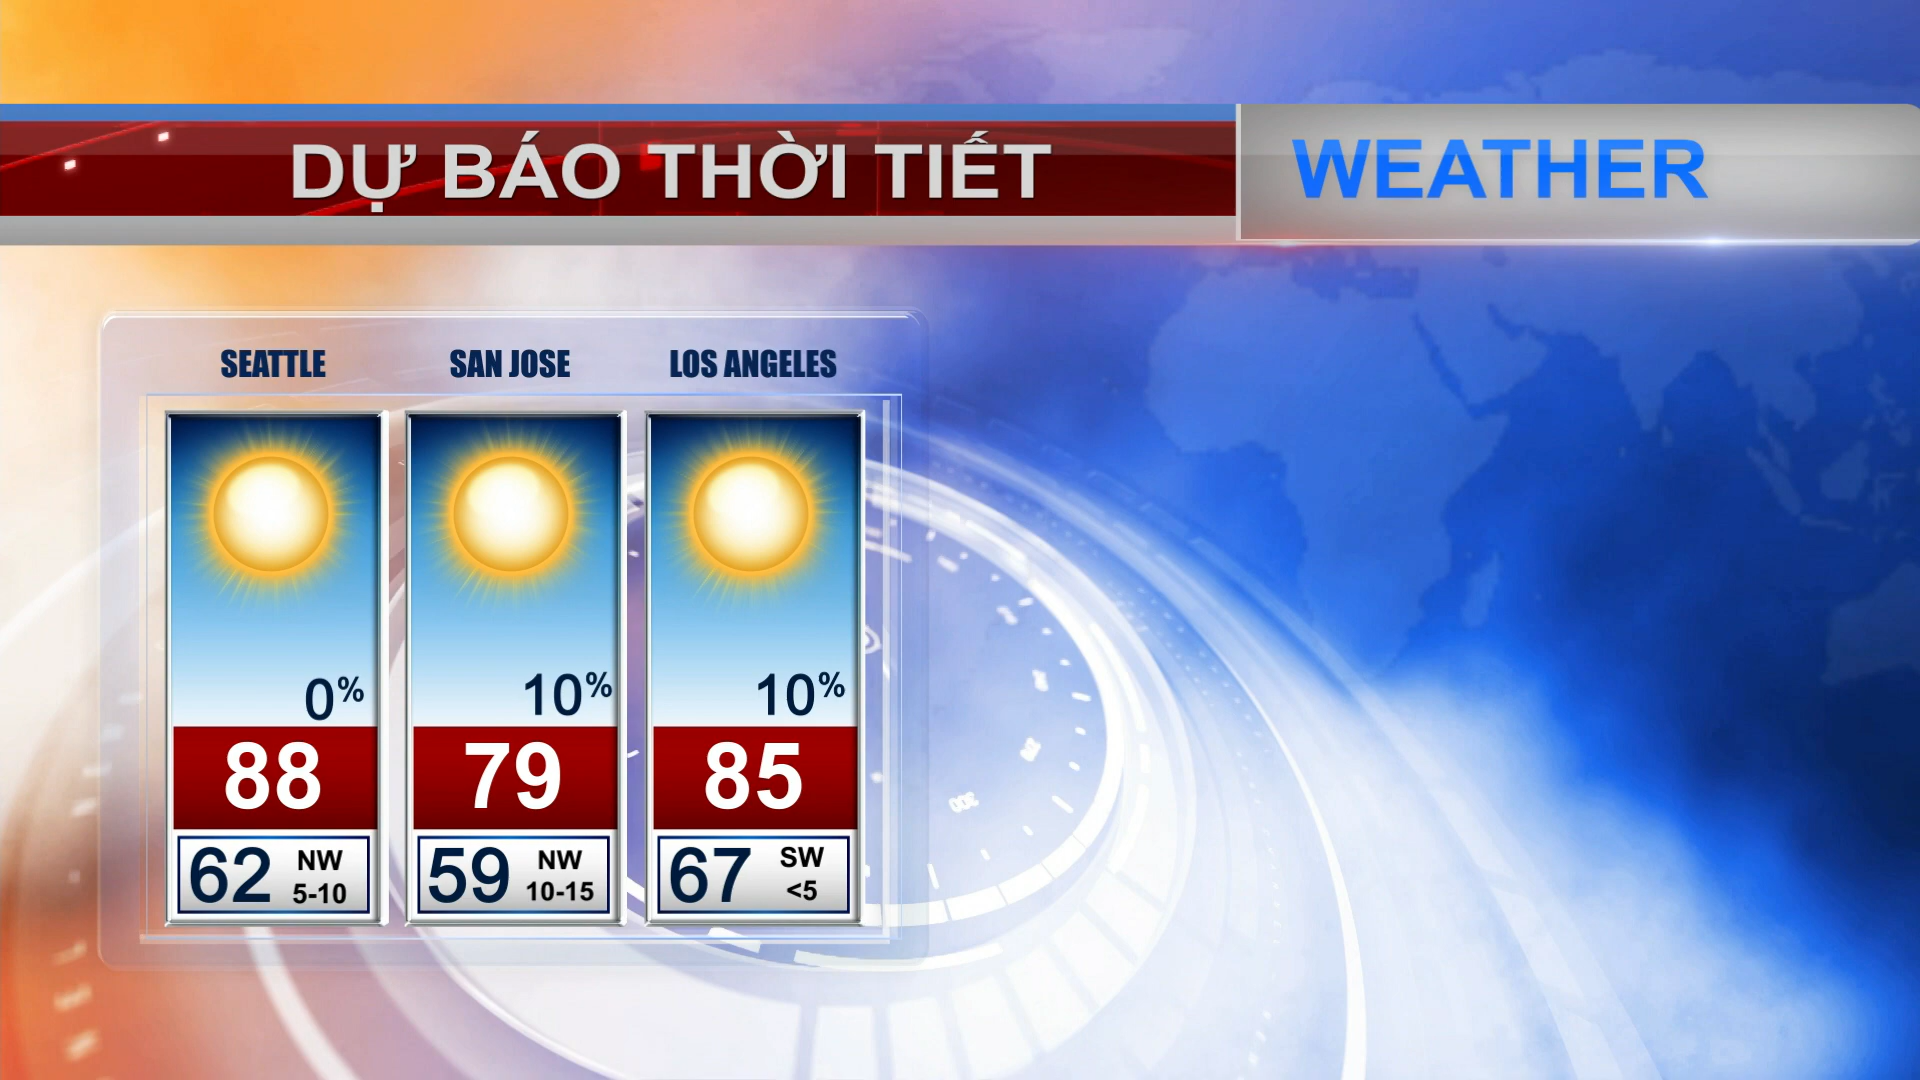 DỰ BÁO THỜI TIẾT
WEATHER
SEATTLE
SAN JOSE
LOS ANGELES
0%
10%
10%
88
79
85
62
NW
5-10
59
NW
10-15
67
SW
<5